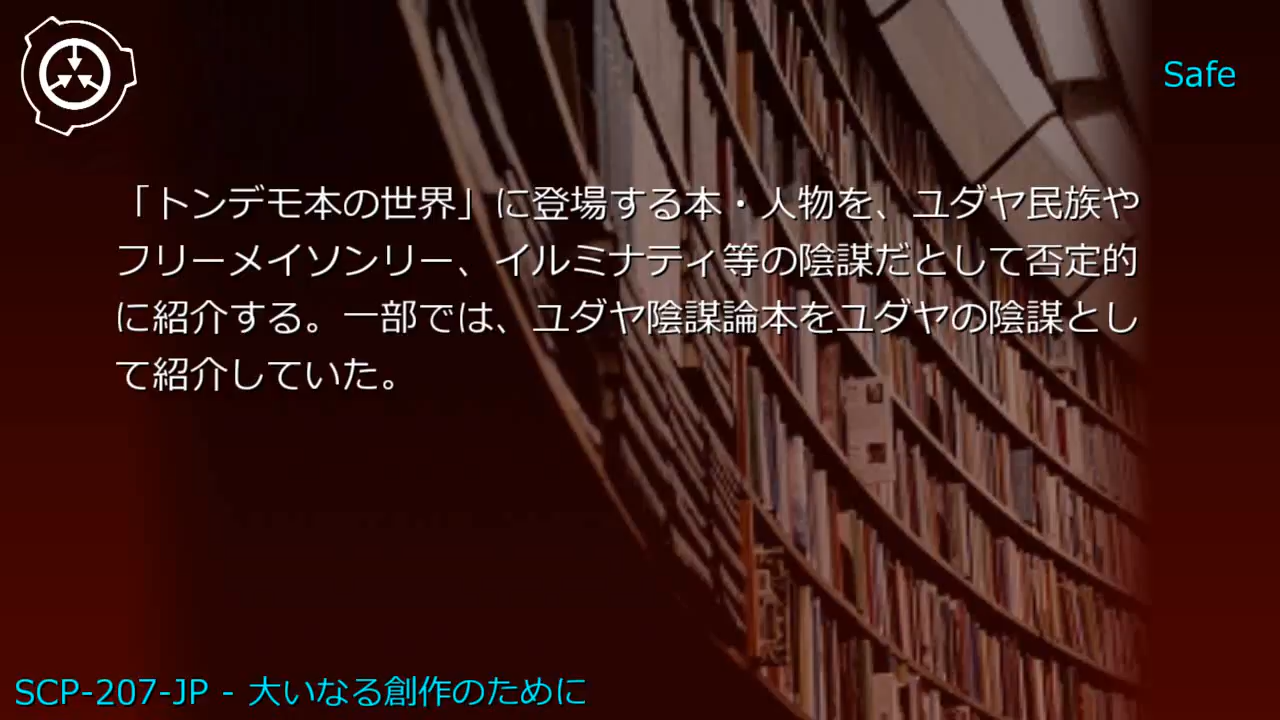 Safe
「トンデモ本の世界」に登場する本・人物を、ユダヤ民族や
フリーメイソンリー、イルミナティ等の陰謀だとして否定的
に紹介する。一部では、ユダヤ陰謀論本をユダヤの陰謀とし
て紹介していた。
SCP-207-JP - 大いなる創作のために